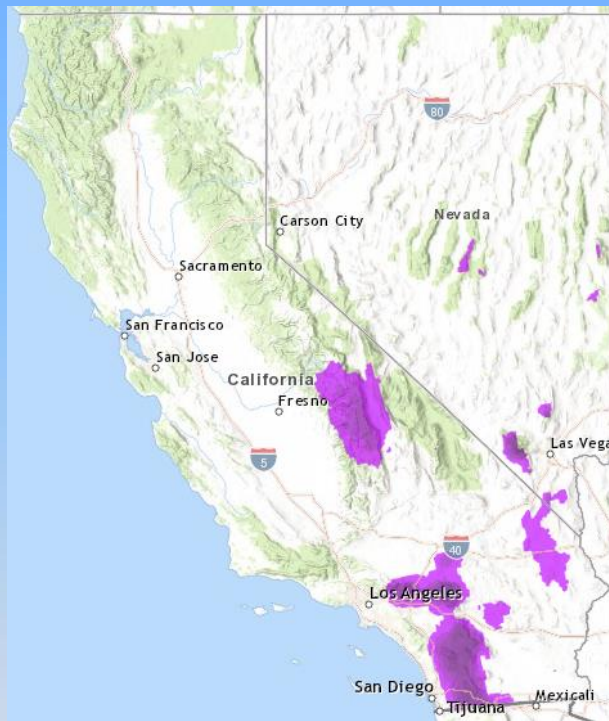 80
Carson City
Nevada
Sacramento
San Francisco
San Jose
California
Fresno
Las Vega
5
40
Los Angeles
San Diego
Mexicali
Tijuana